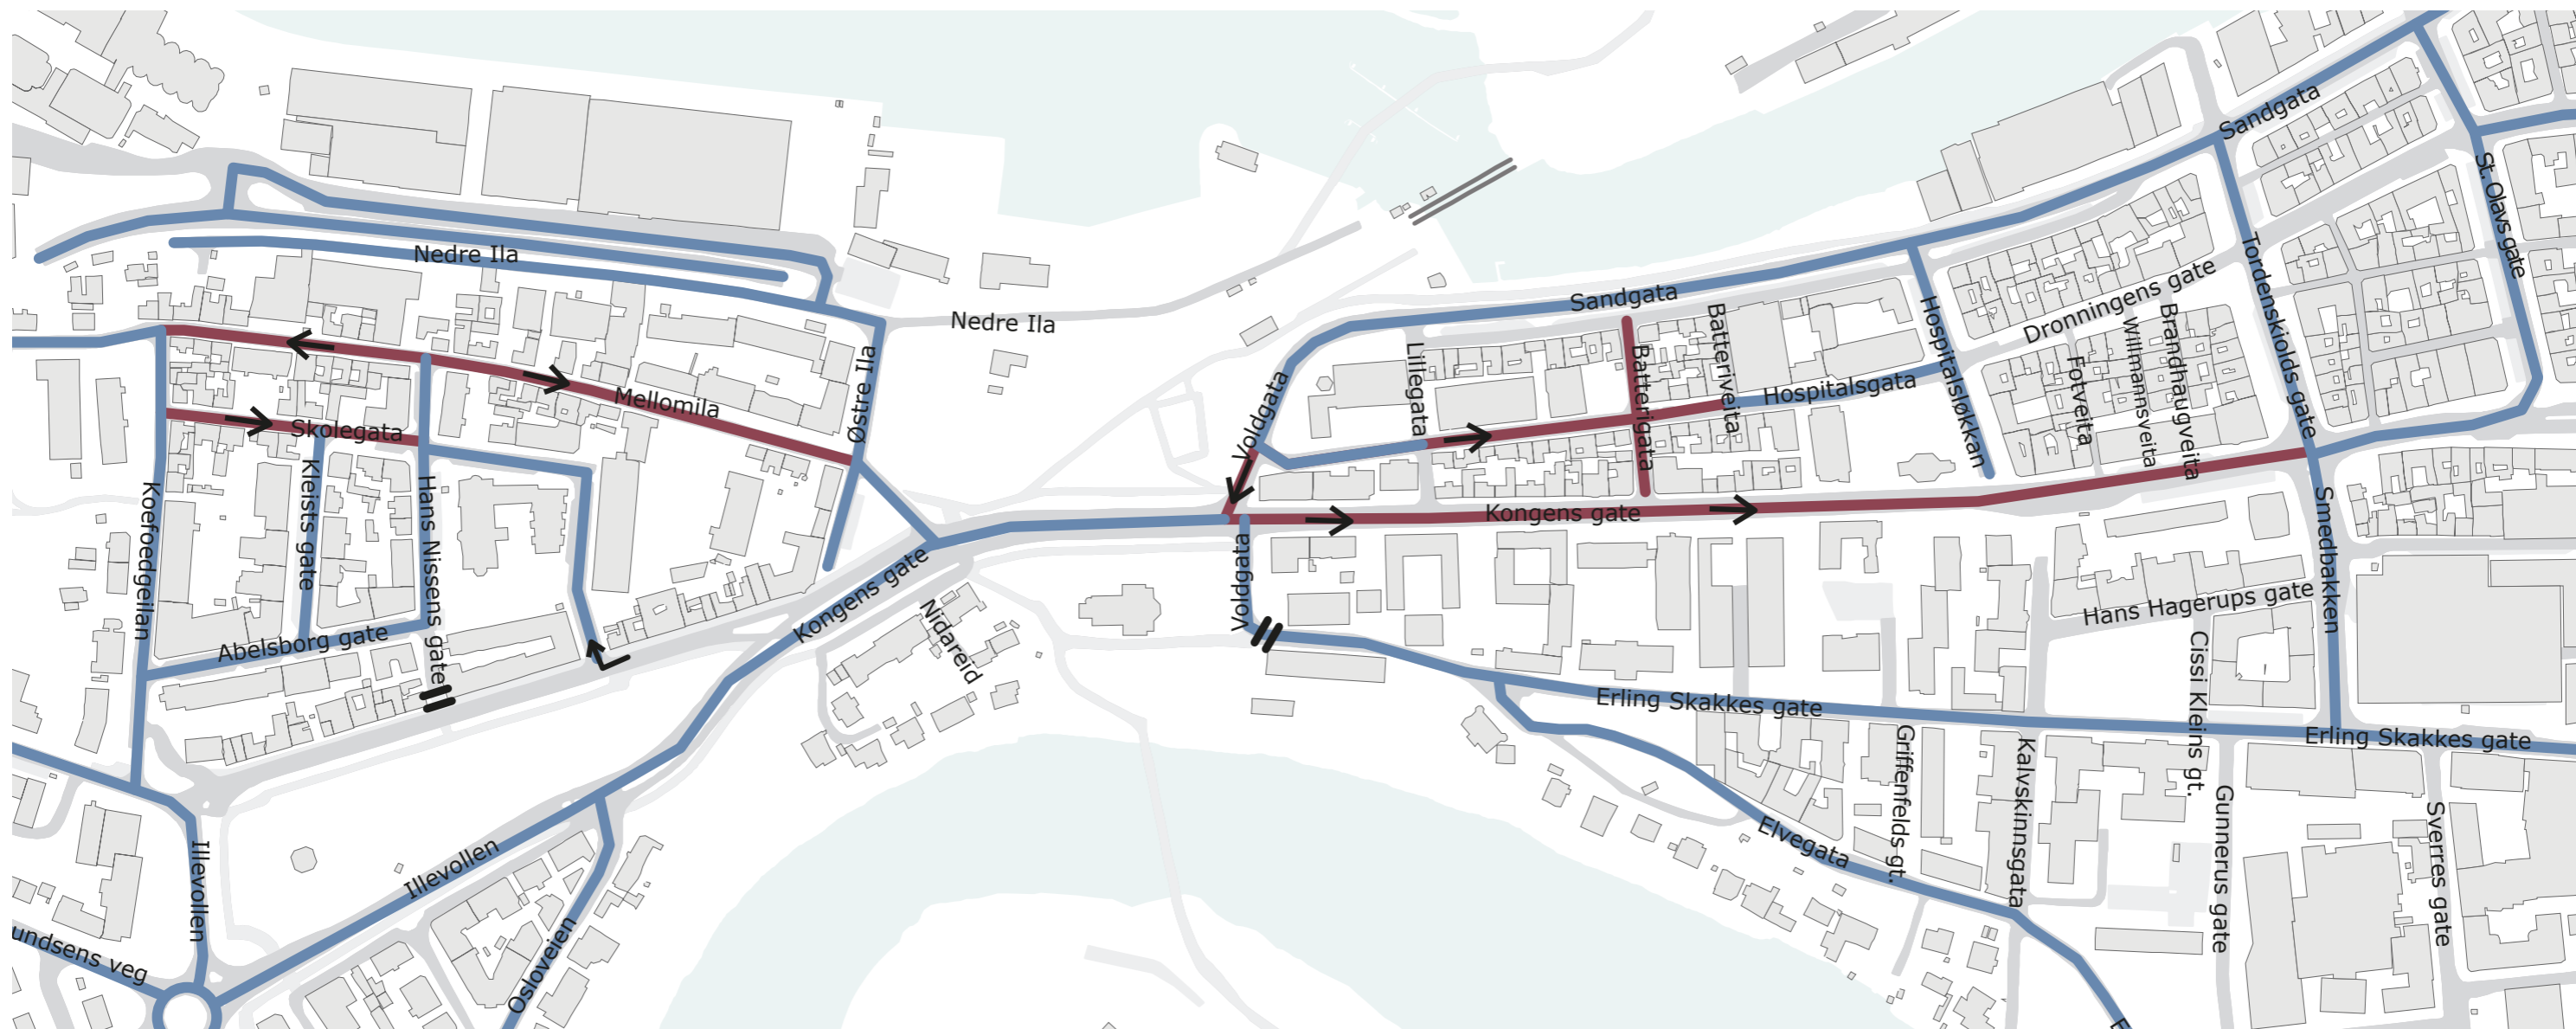 Sandgata
St. Olavs gate
Nedre Ila
Tordenskiolds gate
Dronningens gate
Sandgata
Nedre Ila
Hospitalsløkkan
Batteriveita
Brandhaugveita
Willmannsveita
Fotveita
Lillegata
Batterigata
Hospitalsgata
Østre Ila
Mellomila
Voldgata
Skolegata
Kleists gate
Koefoedgeilan
Hans Nissens gate
Kongens gate
Smedbakken
Voldgata
Kongens gate
Nidareid
Hans Hagerups gate
Abelsborg gate
Cissi Kleins gt.
Erling Skakkes gate
Erling Skakkes gate
Griffenfelds gt.
Kalvskinnsgata
Gunnerus gate
Sverres gate
Elvegata
Illevollen
Illevollen
undsens veg
Osloveien